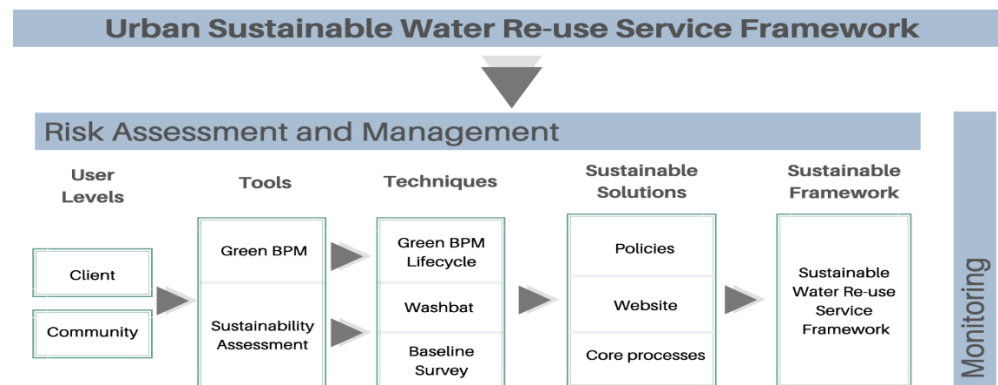 Urban Sustainable Water Re-use Service Framework
Risk Assessment and Management
User
Levels
Tools
Techniques
Sustainable
Solutions
Sustainable
Framework
Client
Community
Green BPM
Sustainability
Assessment
Green BPM
Lifecycle
Washbat
Baseline
Survey
Policies
Website
Core processes
Sustainable
Water Re-use
Service
Framework
Monitoring